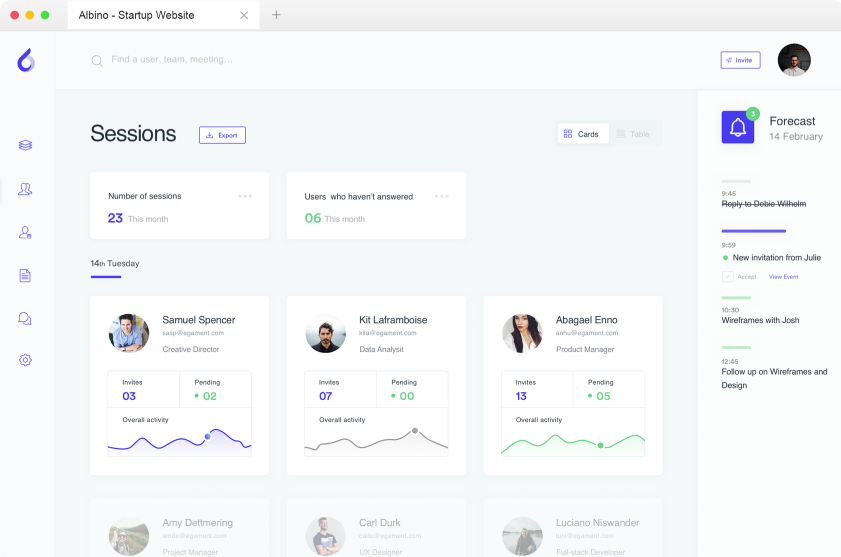 Albino - Startup Website
Find a user, team, meeting...
Invite
Sessions
Export
Cards
Table
Number of sessions
23 This month
Users who haven't answered
06 This month
14th Tuesday
Samuel Spencer
sasp@egament.com
Creative Director
Invites
03
Pending
02
Overall activity
Kit Laframboise
kila@egament.com
Data Analysit
Invites
07
Pending
00
Overall activity
Abagael Enno
anhu@egament.com
Product Manager
Invites
13
Pending
05
Overall activity
Amy Dettmering
amde@egament.com
Project Manager
Carl Durk
cadu@egament.com
UX Designer
Luciano Niswander
luni@egament.com
Full-stack Developer
3
Forecast
14 February
9:45
Reply to Debie Wilhelm
9:59
New invitation from Julie
Accept
View Event
10:30
Wireframes with Josh
12:45
Follow up on Wireframes and
Design